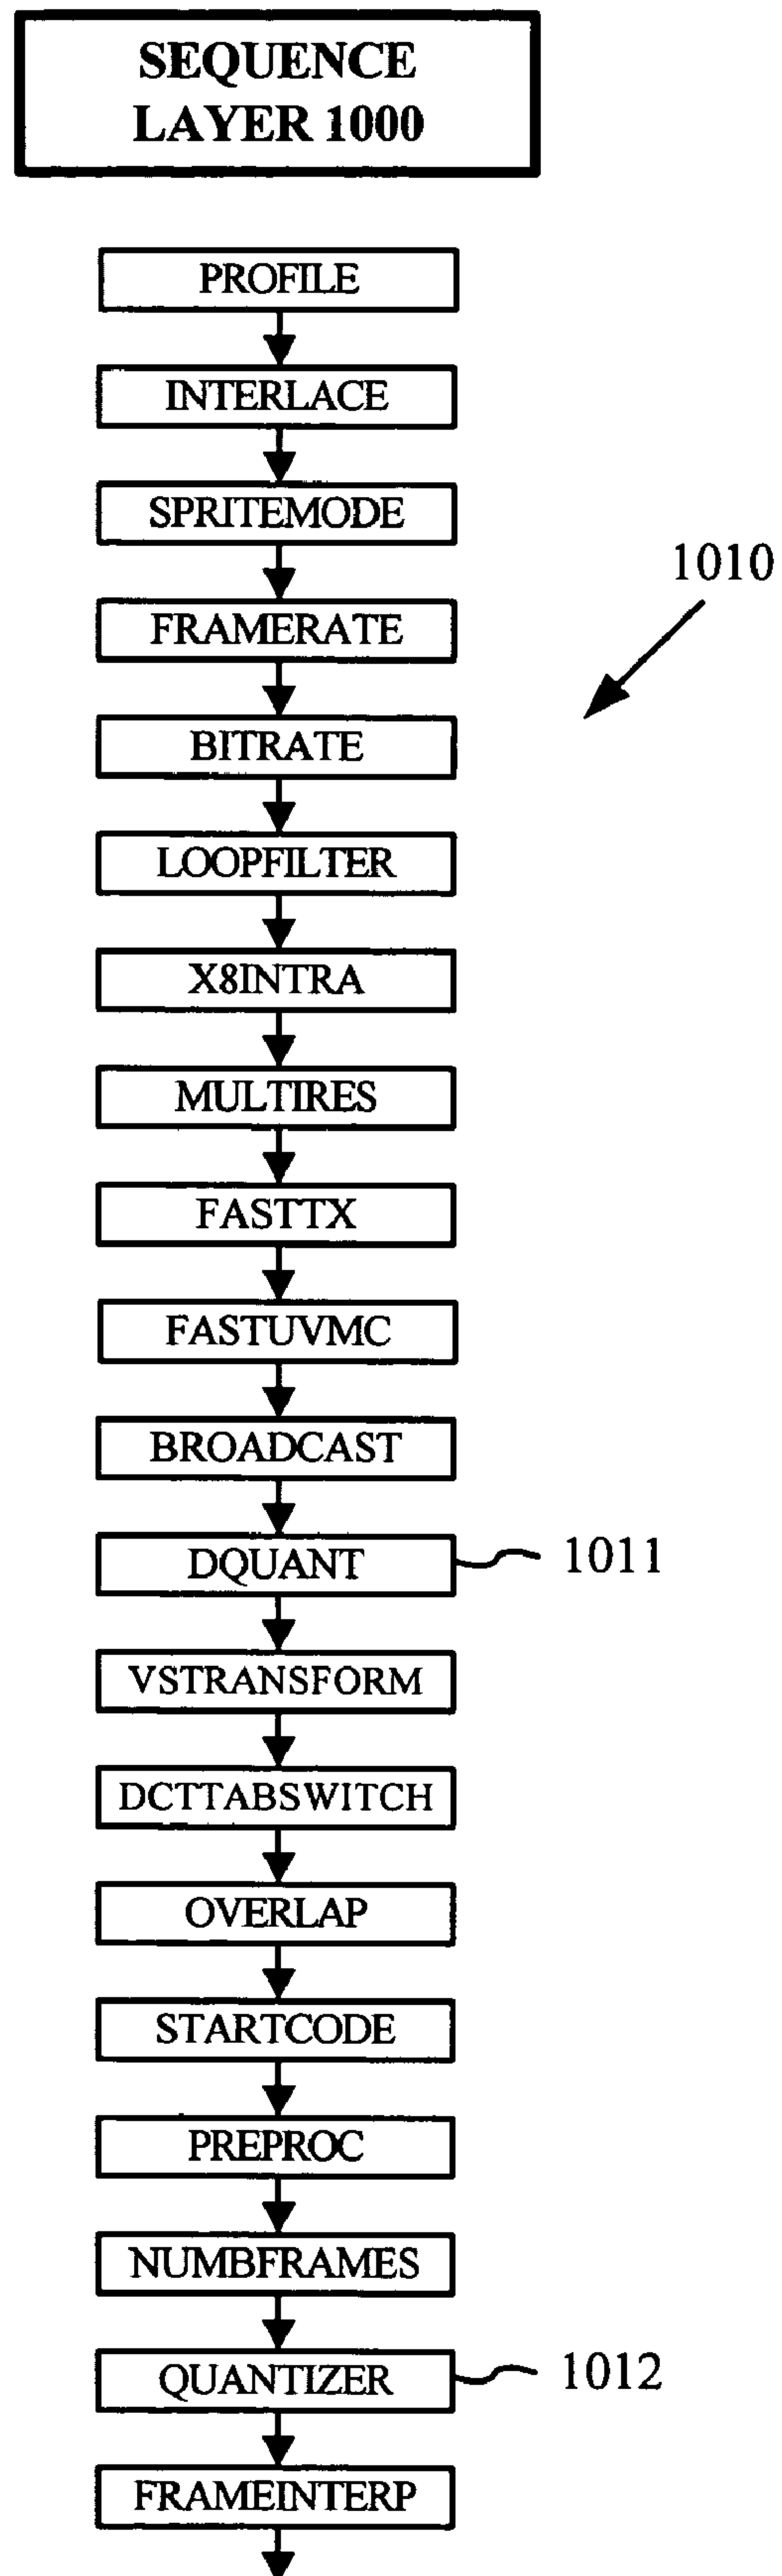 SEQUENCE
LAYER 1000
PROFILE
INTERLACE
SPRITEMODE
FRAMERATE
1010
BITRATE
LOOPFILTER
X8INTRA
MULTIRES
FASTTX
FASTUVMC
BROADCAST
DQUANT
1011
VSTRANSFORM
DCTTABSWITCH
OVERLAP
STARTCODE
PREPROC
NUMBFRAMES
QUANTIZER
1012
FRAMEINTERP